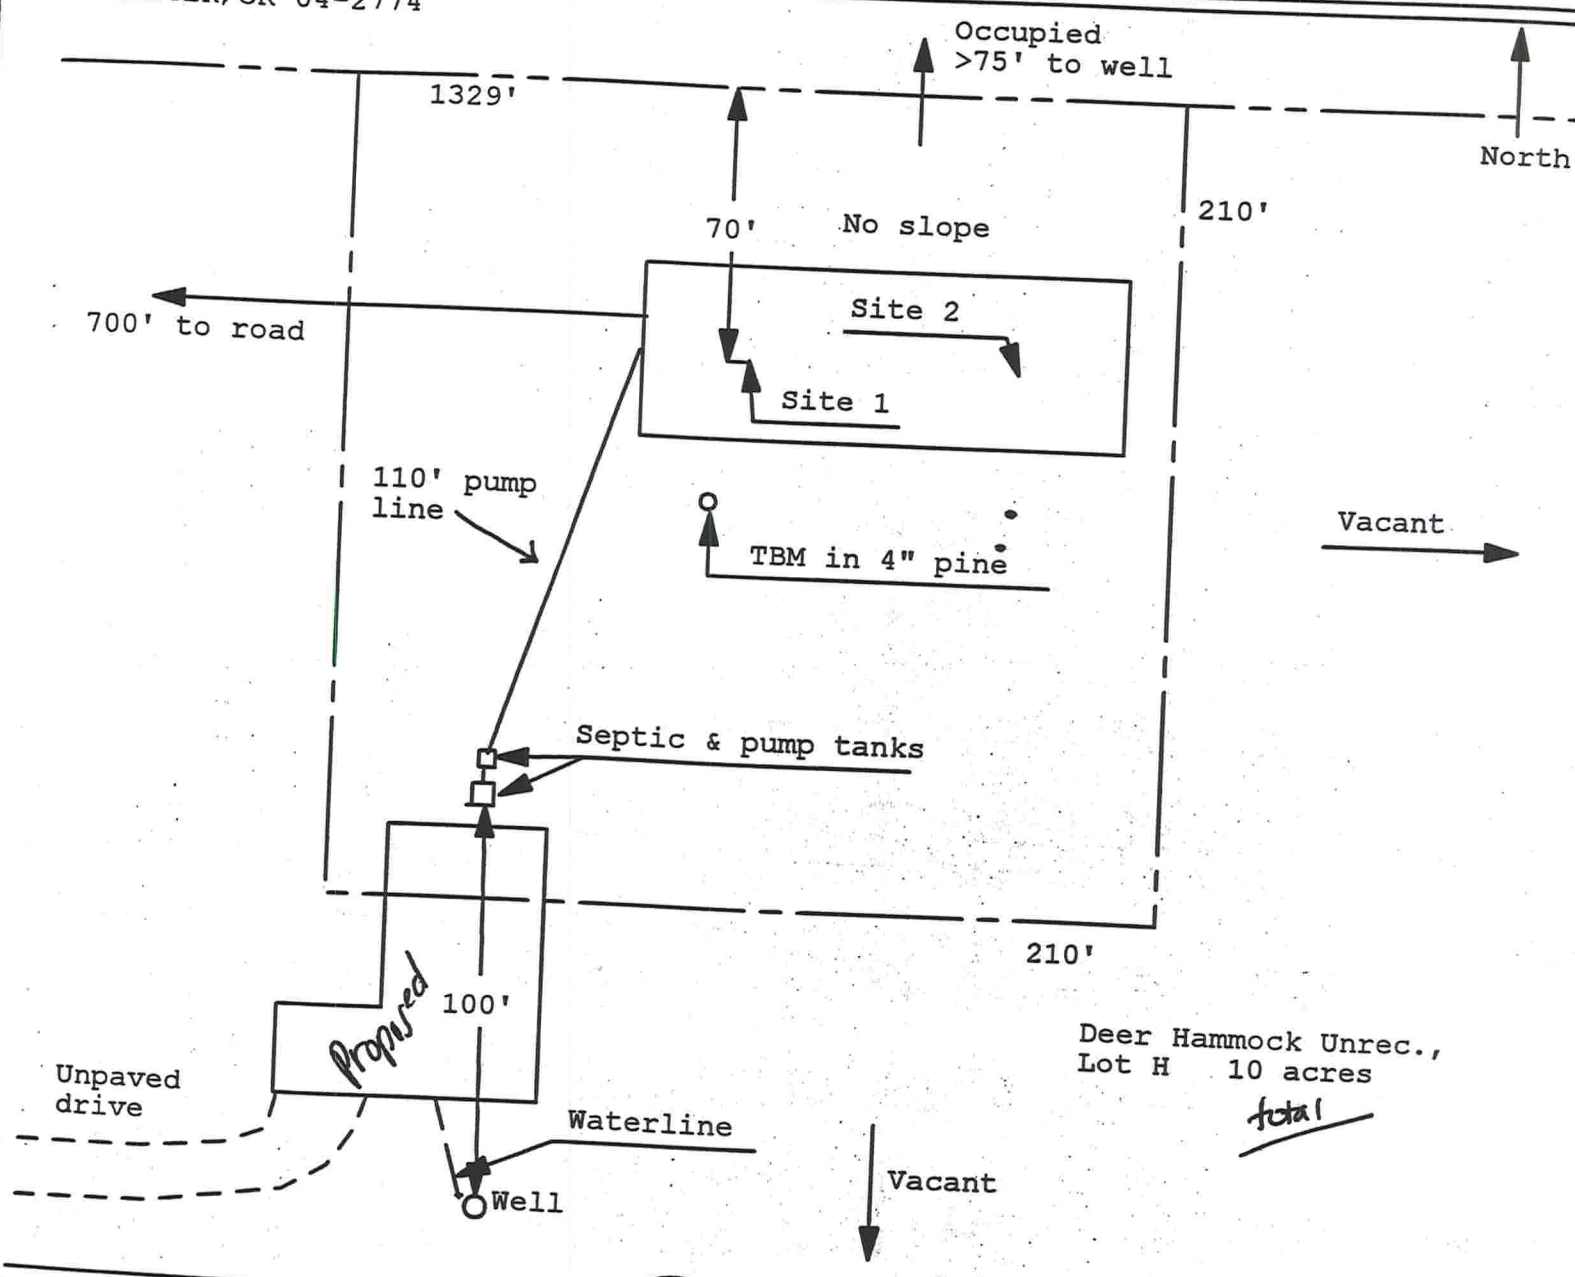 04-2774
Occupied
>75' to well
1329'
North
210'
70'
No slope
Site 2
700' to road
Site 1
110' pump
line
Vacant
TBM in 4" pine
Septic & pump tanks
210'
100'
Proposed
Deer Hammock Unrec.,
Lot H 10 acres
total
Unpaved
drive
Waterline
Vacant
Well